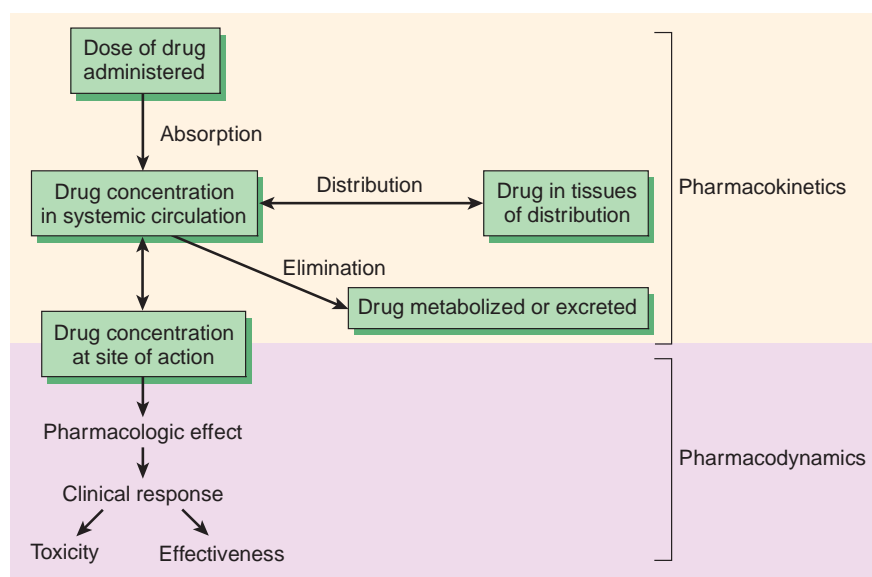 Dose of drug
administered
Absorption
Drug concentration
in systemic circulation
Distribution
Drug in tissues
of distribution
Pharmacokinetics
Elimination
Drug metabolized or excreted
Drug concentration
at site of action
Pharmacologic effect
Pharmacodynamics
Clinical response
Toxicity
Effectiveness